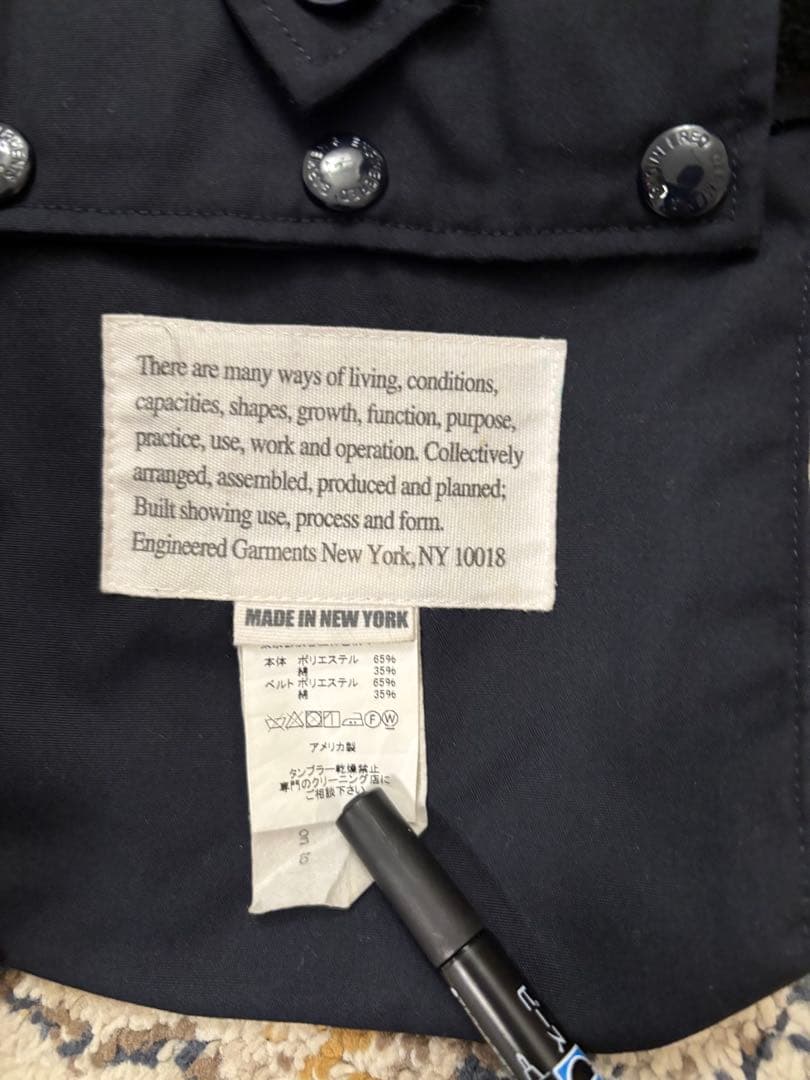 There are many ways of living, conditions,
capacities, shapes, growth, function, purpose,
practice, use, work and operation. Collectively
arranged, assembled, produced and planned;
Built showing use, process and form.
Engineered Garments New York, NY 10018
MADE IN NEW YORK
本体 ポリエステル 65%
綿 35%
ベルト ポリエステル 65%
綿 35%
F W
アメリカ製
タンブラー乾燥禁止
専門のクリーニング店に
ご相談下さい
ピース